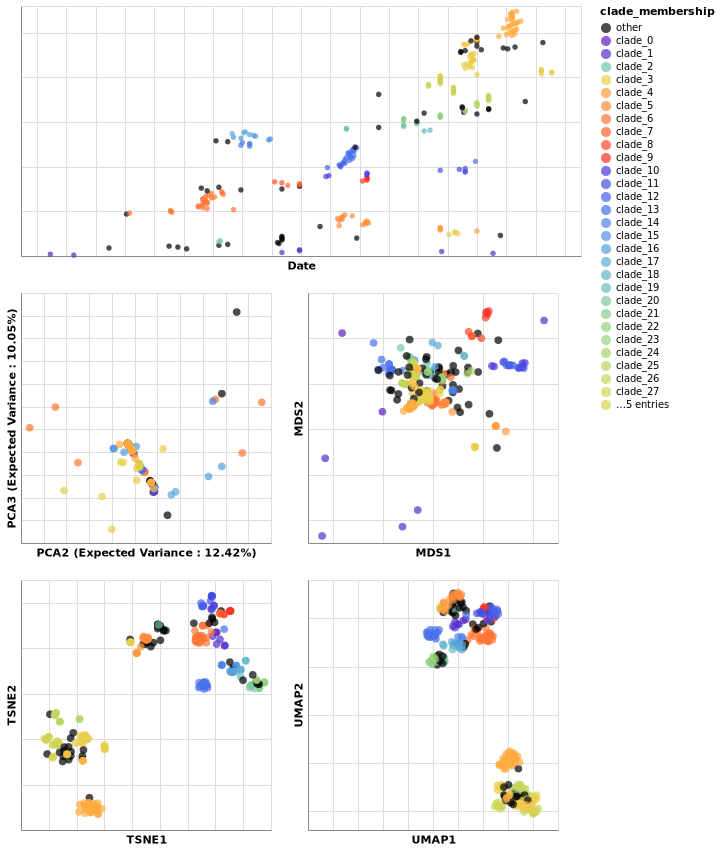 clade_membership
other
clade_0
clade_1
clade_2
clade_3
clade_4
clade_5
clade_6
clade_7
clade_8
clade_9
clade_10
clade_11
clade_12
clade_13
clade_14
clade_15
clade_16
clade_17
clade_18
clade_19
clade_20
clade_21
clade_22
clade_23
clade_24
clade_25
clade_26
clade_27
...5 entries
Date
PCA3 (Expected Variance : 10.05%)
PCA2 (Expected Variance : 12.42%)
MDS2
MDS1
TSNE2
TSNE1
UMAP2
UMAP1